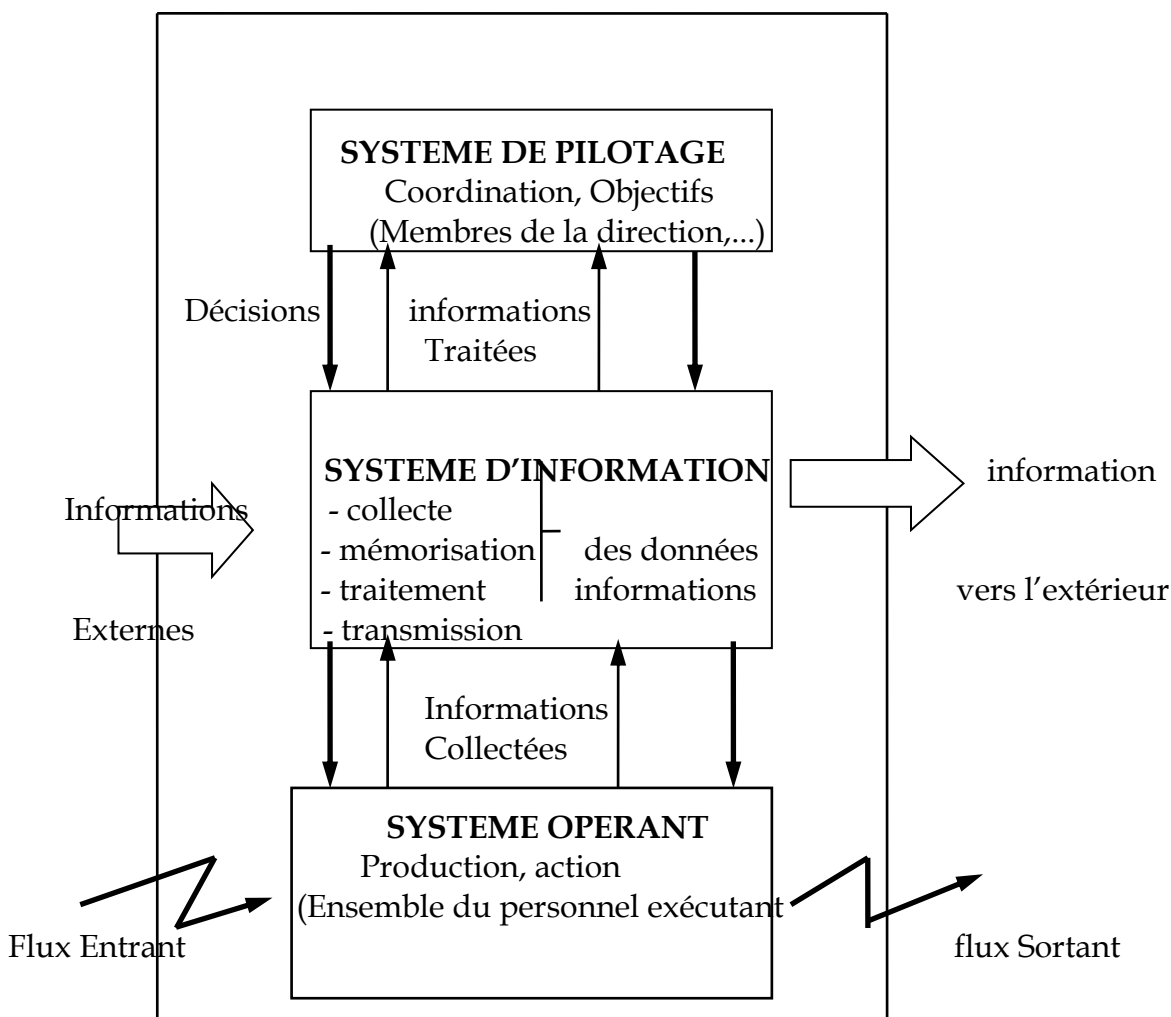 SYSTEME DE PILOTAGE
Coordination, Objectifs
(Membres de la direction,...)
Décisions
informations
Traitées
SYSTEME D’INFORMATION
- collecte
- mémorisation
- traitement
- transmission
des données
informations
Informations
Externes
information
vers l’extérieur
Informations
Collectées
SYSTEME OPERANT
Production, action
(Ensemble du personnel exécutant
Flux Entrant
flux Sortant